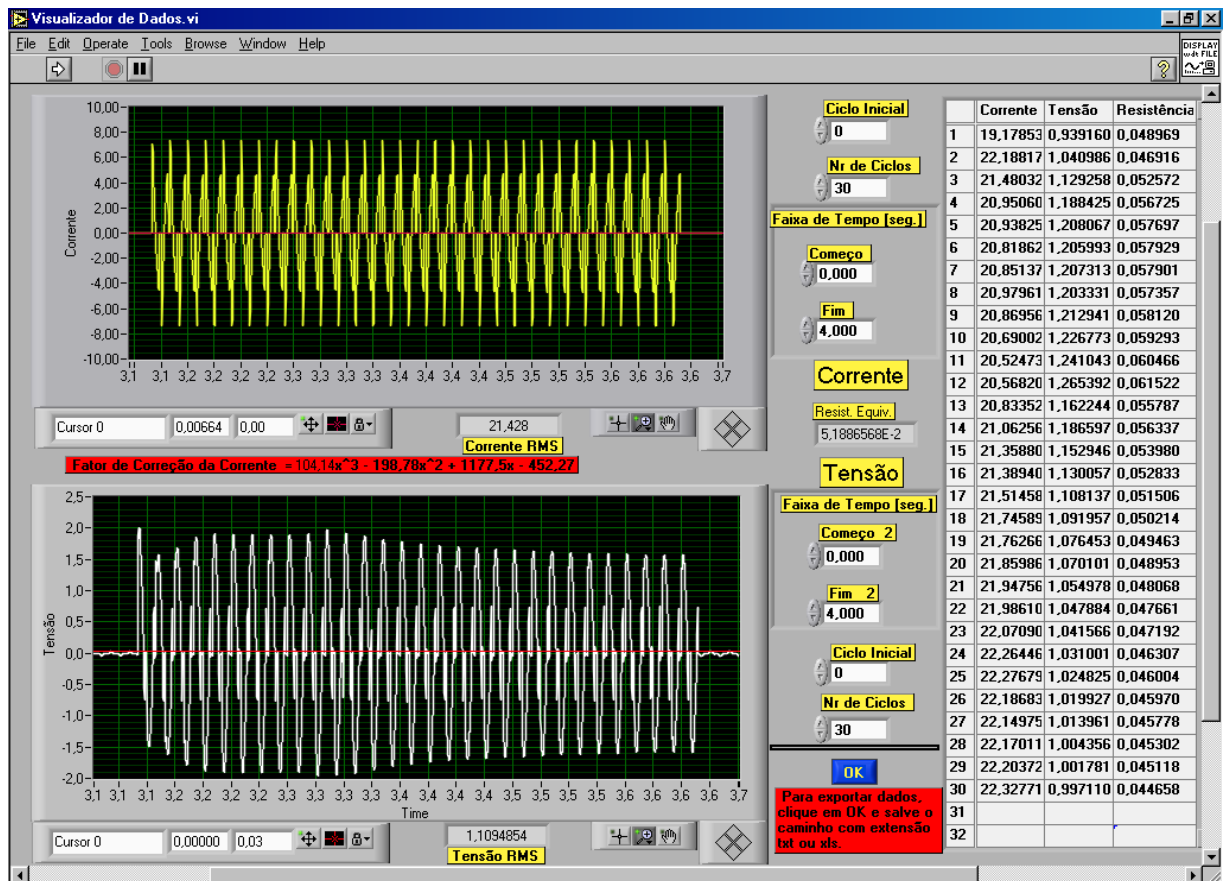 Visualizador de Dados.vi
File Edit Operate Tools Browse Window Help
DISPLAY
FILE
10,00
8,00
6,00
4,00
2,00
0,00
-2,00
-4,00
-6,00
-8,00
-10,00
Corrente
3,1 3,1 3,2 3,2 3,2 3,2 3,3 3,3 3,3 3,3 3,4 3,4 3,4 3,4 3,5 3,5 3,5 3,5 3,6 3,6 3,6 3,6 3,7
Cursor 0 0,00664 0,00
21,428
Corrente RMS
Fator de Correção da Corrente = 104,14x^3 - 198,78x^2 + 1177,5x - 452,27
2,5
2,0
1,5
1,0
0,5
0,0
-0,5
-1,0
-1,5
-2,0
Tensão
3,1 3,1 3,1 3,2 3,2 3,2 3,2 3,3 3,3 3,3 3,3 3,3 3,4 3,4 3,4 3,4 3,5 3,5 3,5 3,5 3,6 3,6 3,6 3,6 3,7
Time
Cursor 0 0,00000 0,03
1,1094854
Tensão RMS
Ciclo Inicial
0
Nr de Ciclos
30
Faixa de Tempo [seg.]
Começo
0,000
Fim
4,000
Corrente
Resist. Equiv.
5,1886568E-2
Tensão
Faixa de Tempo [seg.]
Começo 2
0,000
Fim 2
4,000
Ciclo Inicial
0
Nr de Ciclos
30
OK
Para exportar dados,
clique em OK e salve o
caminho com extensão
txt ou xls.
Corrente Tensão Resistência
1 19,17853 0,939160 0,048969
2 22,18817 1,040986 0,046916
3 21,48032 1,129258 0,052572
4 20,95060 1,188425 0,056725
5 20,93825 1,208067 0,057697
6 20,81862 1,205993 0,057929
7 20,85137 1,207313 0,057901
8 20,97961 1,203331 0,057357
9 20,86956 1,212941 0,058120
10 20,69002 1,226773 0,059293
11 20,52473 1,241043 0,060466
12 20,56820 1,265392 0,061522
13 20,83352 1,162244 0,055787
14 21,06256 1,186597 0,056337
15 21,35880 1,152946 0,053980
16 21,38940 1,130057 0,052833
17 21,51458 1,108137 0,051506
18 21,74589 1,091957 0,050214
19 21,76266 1,076453 0,049463
20 21,85986 1,070101 0,048953
21 21,94756 1,054978 0,048068
22 21,98610 1,047884 0,047661
23 22,07090 1,041566 0,047192
24 22,26446 1,031001 0,046307
25 22,27679 1,024825 0,046004
26 22,18683 1,019927 0,045970
27 22,14975 1,013961 0,045778
28 22,17011 1,004356 0,045302
29 22,20372 1,001781 0,045118
30 22,32771 0,997110 0,044658
31
32